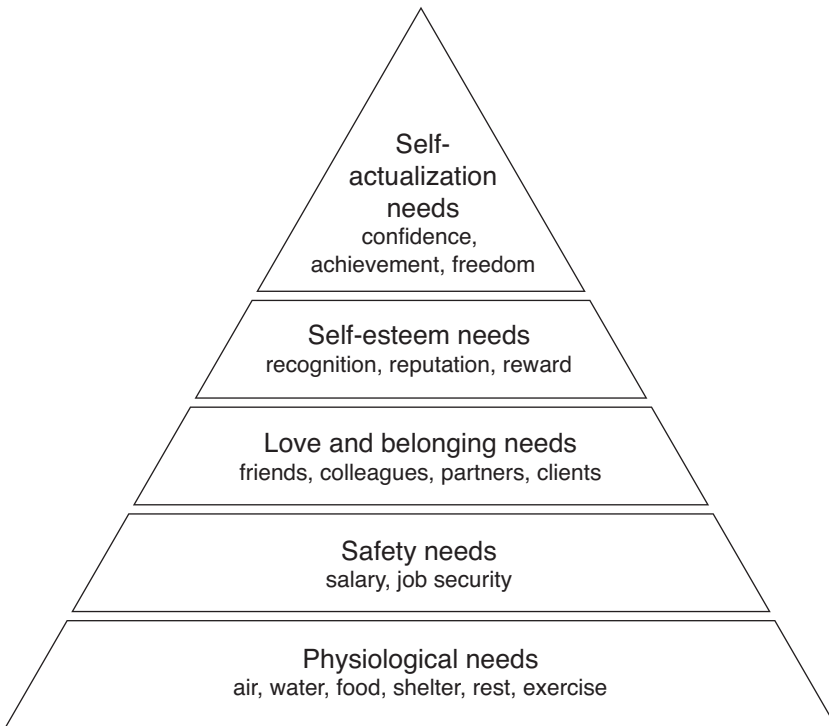 Self-
actualization
needs
confidence,
achievement, freedom
Self-esteem needs
recognition, reputation, reward
Love and belonging needs
friends, colleagues, partners, clients
Safety needs
salary, job security
Physiological needs
air, water, food, shelter, rest, exercise